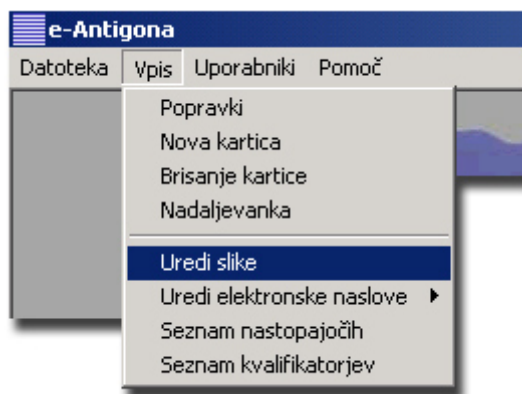 e-Antigona
Datoteka Vpis Uporabniki Pomoč
Popravki
Nova kartica
Brisanje kartice
Nadaljevanka
Uredi slike
Uredi elektronske naslove
Seznam nastopajočih
Seznam kvalifikatorjev